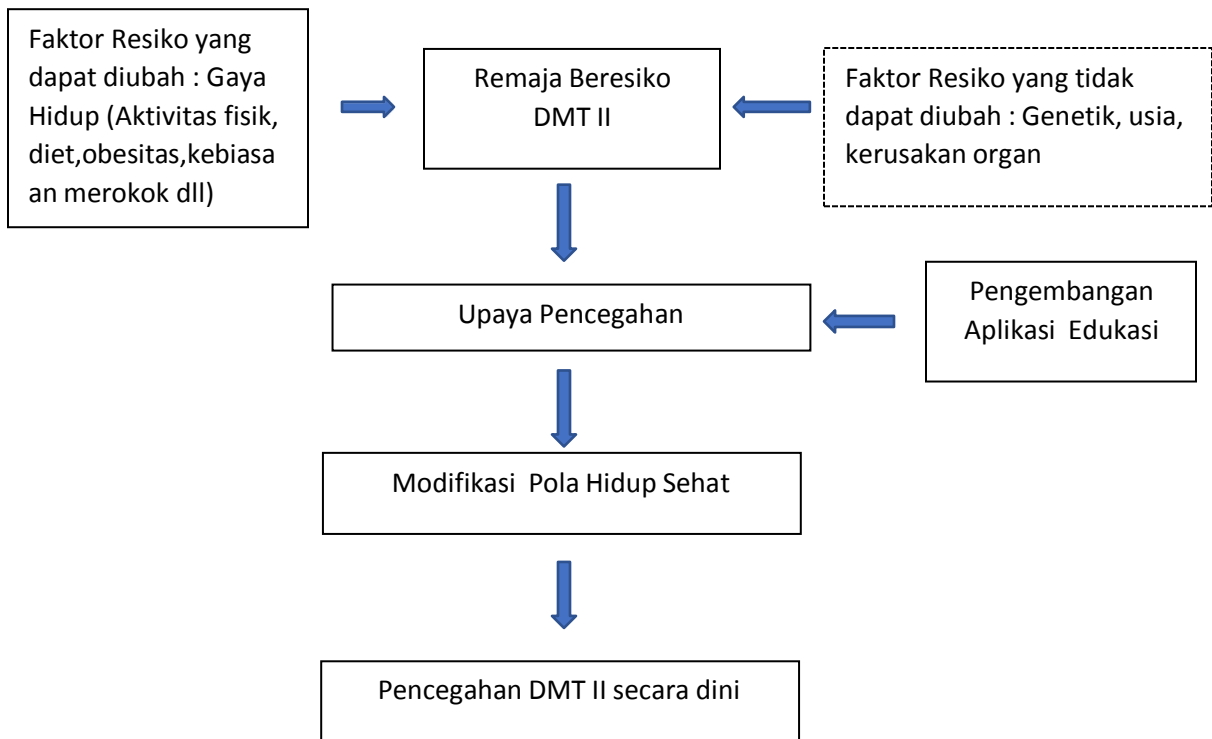 Faktor Resiko yang
dapat diubah : Gaya
Hidup (Aktivitas fisik,
diet,obesitas,kebiasa
an merokok dll)
Remaja Beresiko
DMT II
Faktor Resiko yang tidak
dapat diubah : Genetik, usia,
kerusakan organ
Upaya Pencegahan
Pengembangan
Aplikasi  Edukasi
Modifikasi  Pola Hidup Sehat
Pencegahan DMT II secara dini